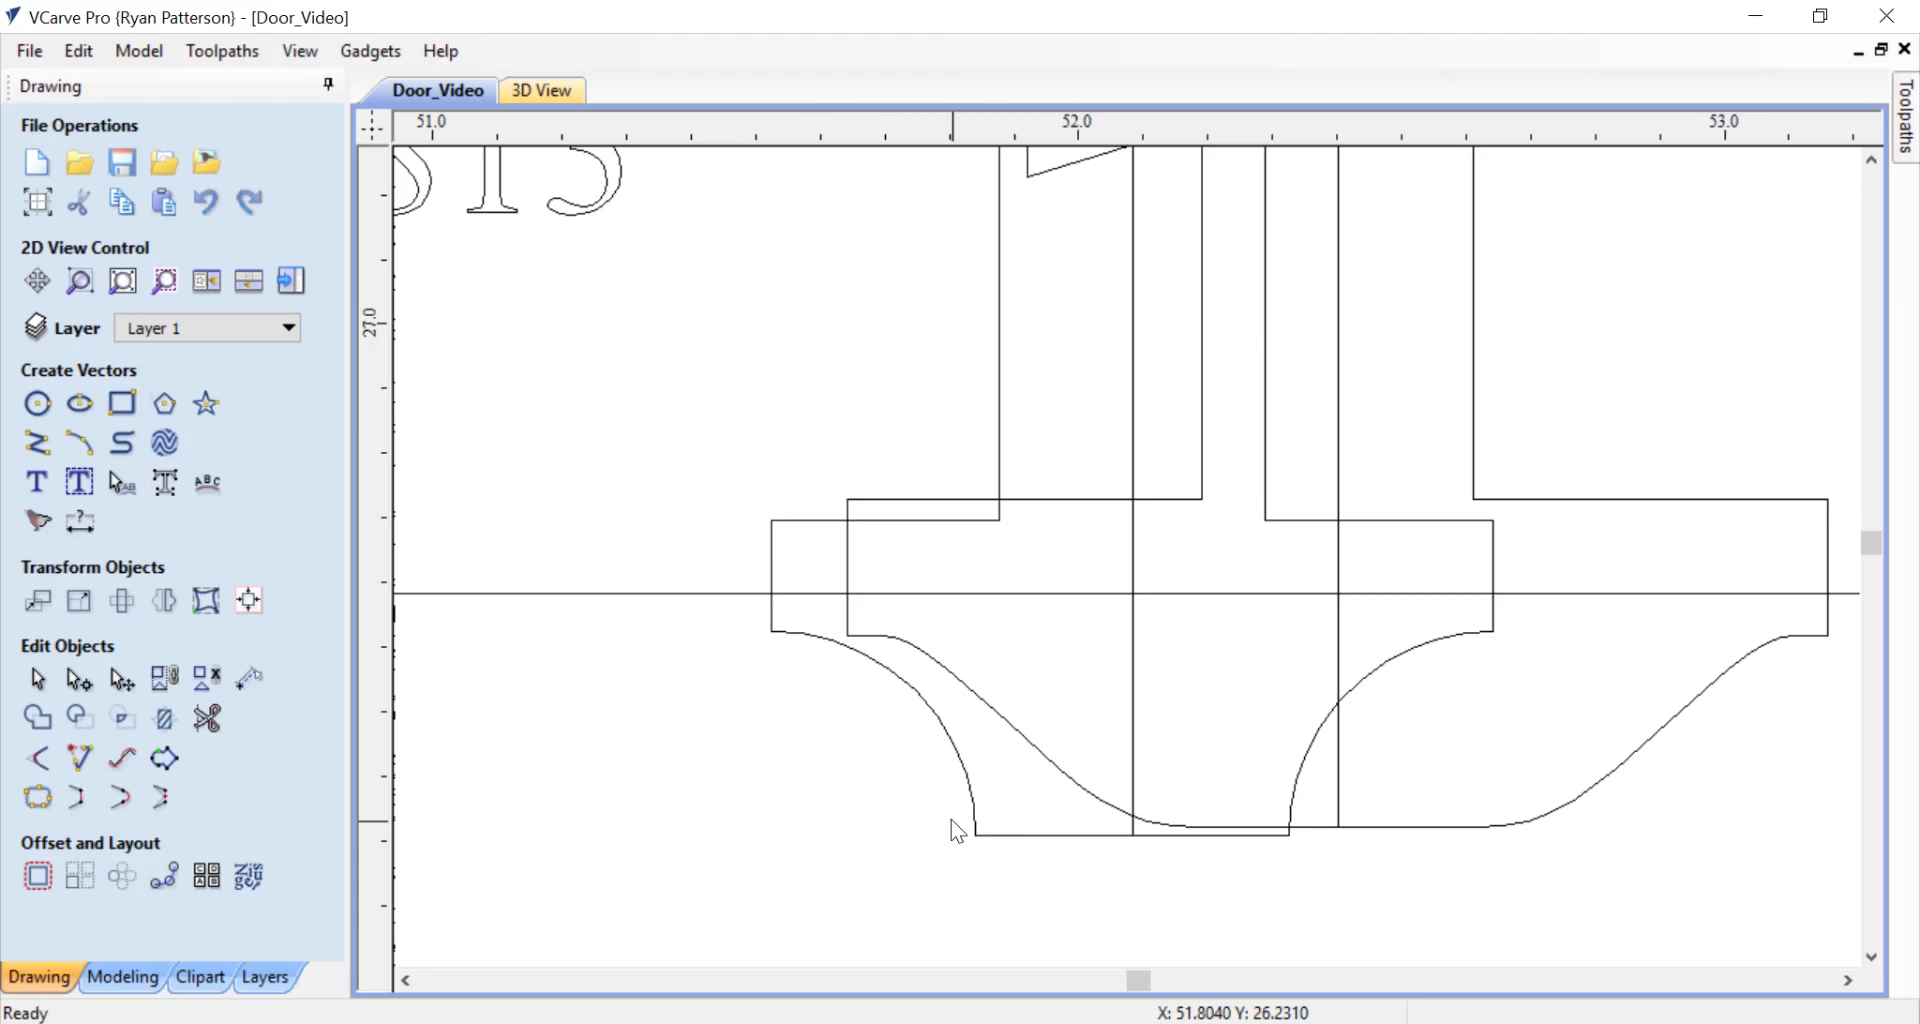 VCarve Pro {Ryan Patterson} - [Door_Video]
File Edit Model Toolpaths View Gadgets Help
Drawing
Door_Video 3D View
Toolpaths
File Operations
51.0 52.0 53.0
2D View Control
27.0
Layer Layer 1
Create Vectors
Transform Objects
Edit Objects
Offset and Layout
Drawing Modeling Clipart Layers
Ready X: 51.8040 Y: 26.2310